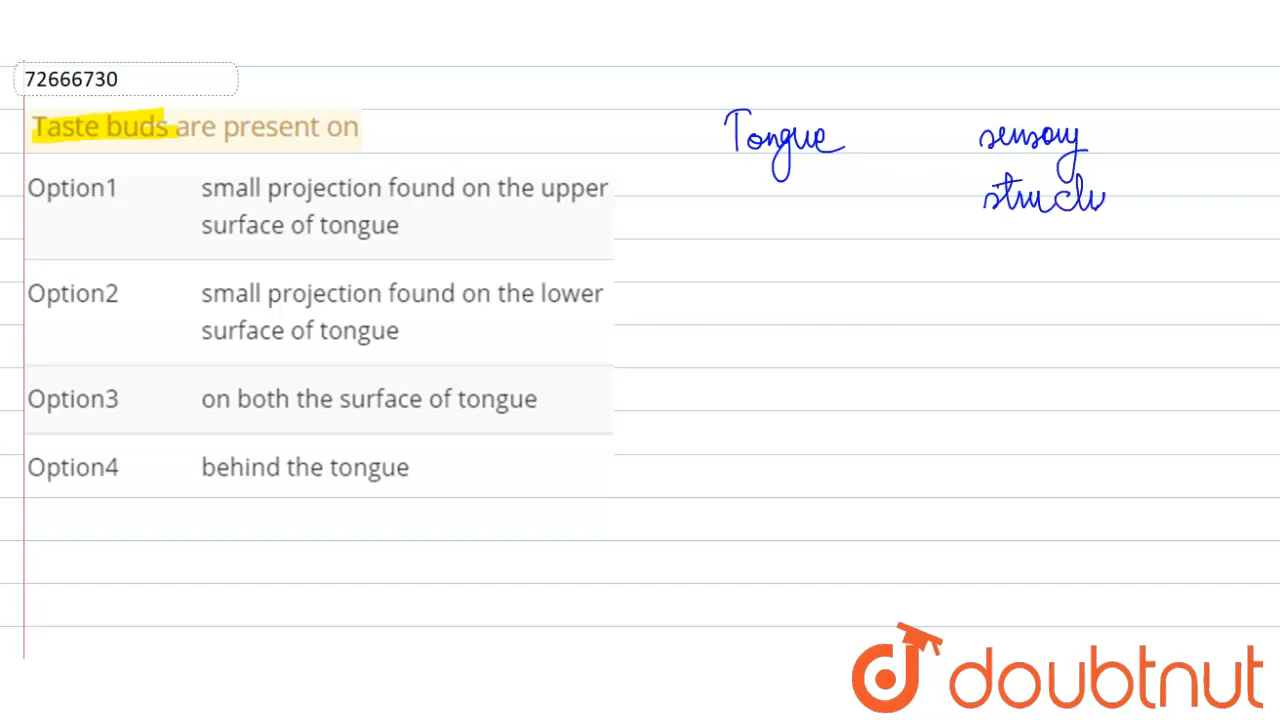 72666730
Taste buds are present on
Option1 small projection found on the upper
surface of tongue
Option2 small projection found on the lower
surface of tongue
Option3 on both the surface of tongue
Option4 behind the tongue
Tongue
sensory
doubtnut